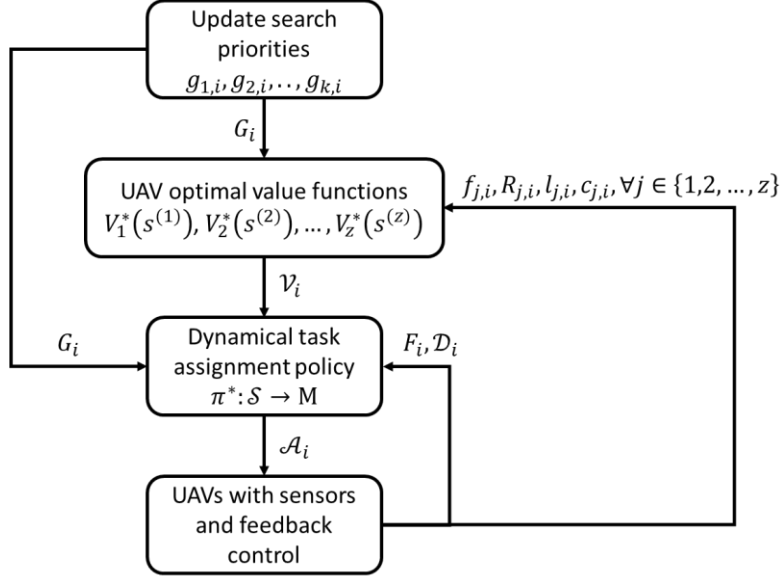 Update search
priorities
g_{1,i}, g_{2,i}, .., g_{k,i}
G_i
UAV optimal value functions
V_1^*(s^{(1)}), V_2^*(s^{(2)}), ..., V_z^*(s^{(z)})
f_{j,i}, R_{j,i}, l_{j,i}, c_{j,i}, ∀j ∈ {1,2, ..., z}
𝒱_i
G_i
Dynamical task
assignment policy
π^*: 𝒮 → M
F_i, 𝒟_i
𝒜_i
UAVs with sensors
and feedback
control